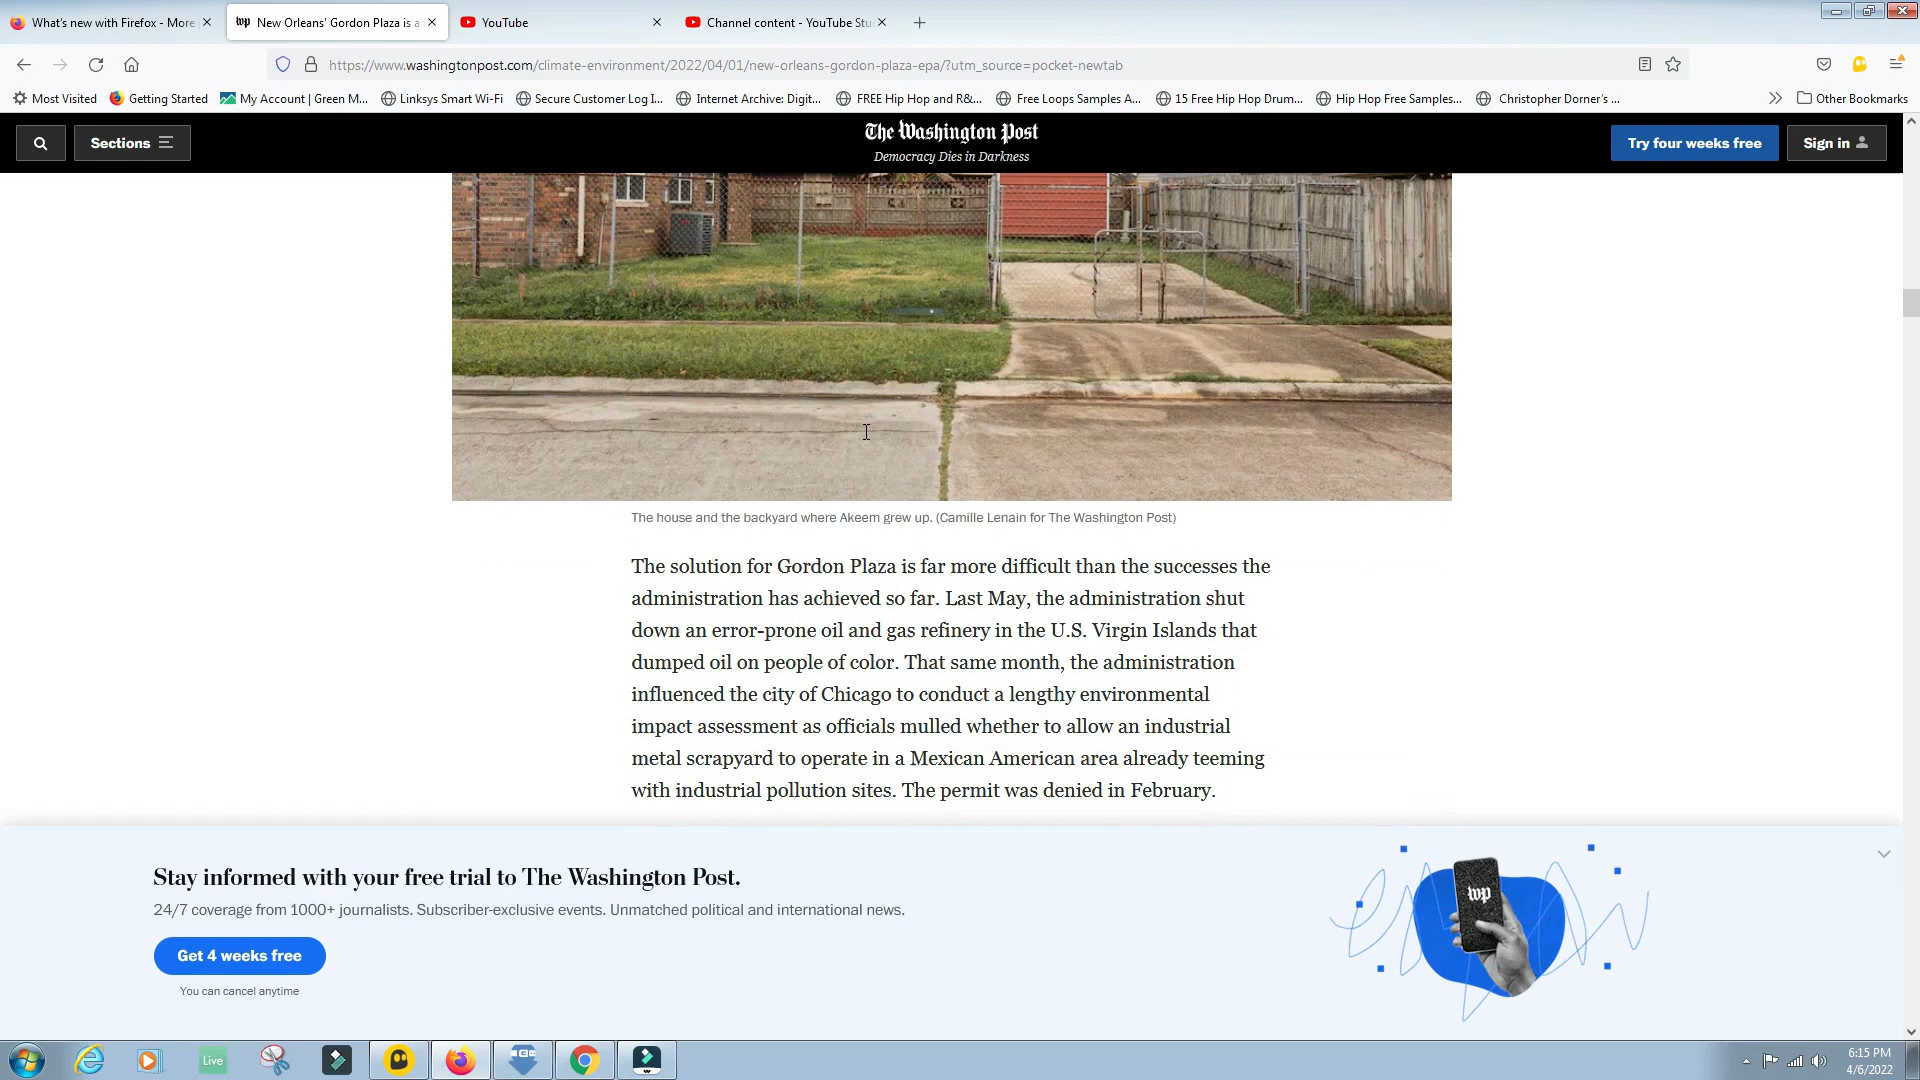 What's new with Firefox - More
New Orleans' Gordon Plaza is a
YouTube
Channel content - YouTube Stu
https://www.washingtonpost.com/climate-environment/2022/04/01/new-orleans-gordon-plaza-epa/?utm_source=pocket-newtab
Most Visited
Getting Started
My Account | Green M...
Linksys Smart Wi-Fi
Secure Customer Log I...
Internet Archive: Digit...
FREE Hip Hop and R&...
Free Loops Samples A...
15 Free Hip Hop Drum...
Hip Hop Free Samples...
Christopher Dorner's ...
Other Bookmarks
Sections
The Washington Post
Democracy Dies in Darkness
Try four weeks free
Sign in
The house and the backyard where Akeem grew up. (Camille Lenain for The Washington Post)
The solution for Gordon Plaza is far more difficult than the successes the
administration has achieved so far. Last May, the administration shut
down an error-prone oil and gas refinery in the U.S. Virgin Islands that
dumped oil on people of color. That same month, the administration
influenced the city of Chicago to conduct a lengthy environmental
impact assessment as officials mulled whether to allow an industrial
metal scrapyard to operate in a Mexican American area already teeming
with industrial pollution sites. The permit was denied in February.
Stay informed with your free trial to The Washington Post.
24/7 coverage from 1000+ journalists. Subscriber-exclusive events. Unmatched political and international news.
Get 4 weeks free
You can cancel anytime
wp
Live
6:15 PM
4/6/2022